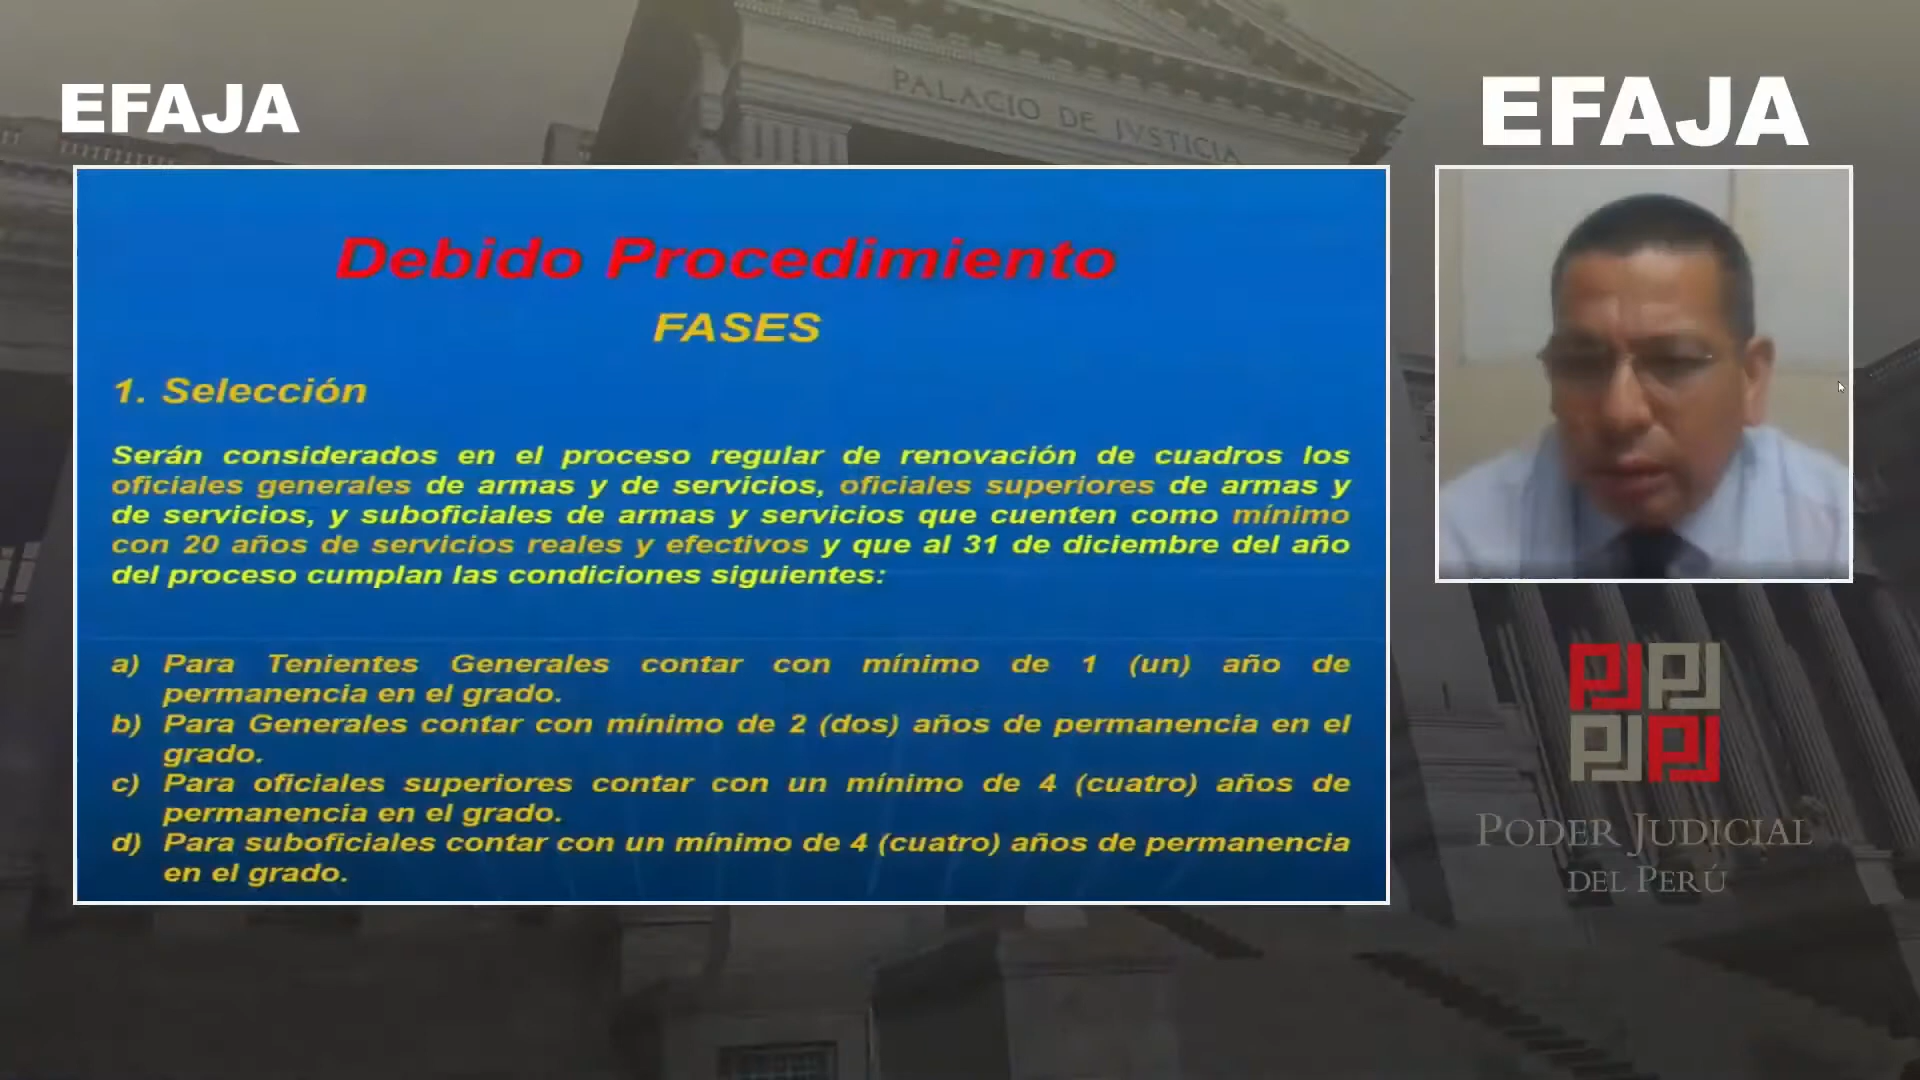 PALACIO DE JVSTICIA
EFAJA
EFAJA
Debido Procedimiento
FASES
1. Selección
Serán considerados en el proceso regular de renovación de cuadros los
oficiales generales de armas y de servicios, oficiales superiores de armas y
de servicios, y suboficiales de armas y servicios que cuenten como mínimo
con 20 años de servicios reales y efectivos y que al 31 de diciembre del año
del proceso cumplan las condiciones siguientes:
a) Para Tenientes Generales contar con mínimo de 1 (un) año de
permanencia en el grado.
b) Para Generales contar con mínimo de 2 (dos) años de permanencia en el
grado.
c) Para oficiales superiores contar con un mínimo de 4 (cuatro) años de
permanencia en el grado.
d) Para suboficiales contar con un mínimo de 4 (cuatro) años de permanencia
en el grado.
PJ PJ
PJ PJ
PODER JUDICIAL
DEL PERÚ